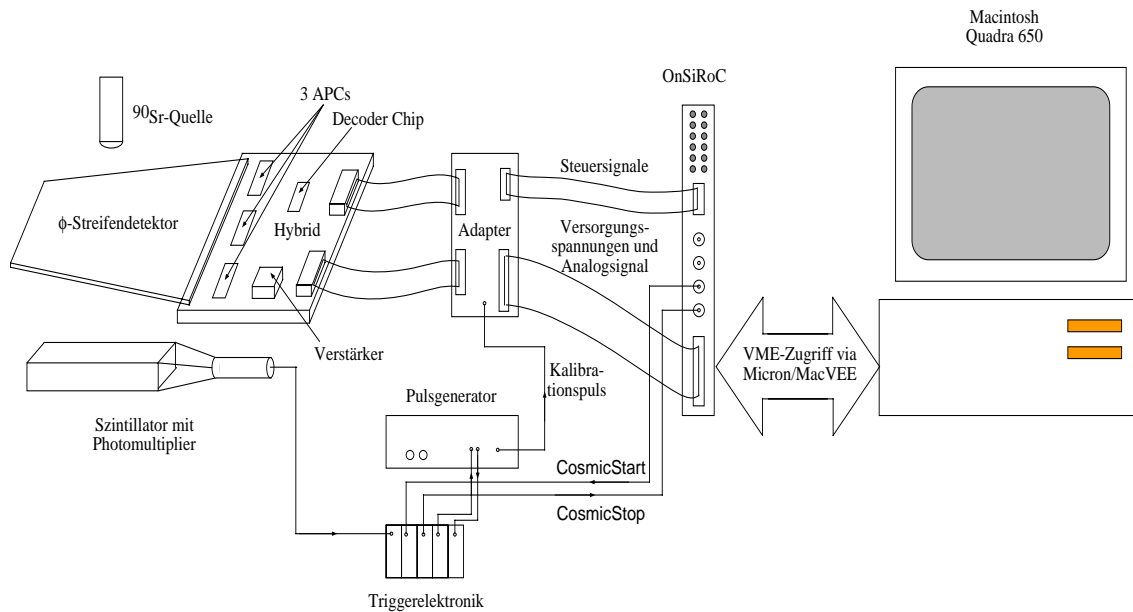 Macintosh
Quadra 650
OnSiRoC
3 APCs
90Sr-Quelle
Decoder Chip
Steuersignale
ϕ-Streifendetektor
Hybrid
Adapter
Versorgungs-
spannungen und
Analogsignal
Verstärker
VME-Zugriff via
Micron/MacVEE
Kalibra-
tionspuls
Pulsgenerator
Szintillator mit
Photomultiplier
CosmicStart
CosmicStop
Triggerelektronik